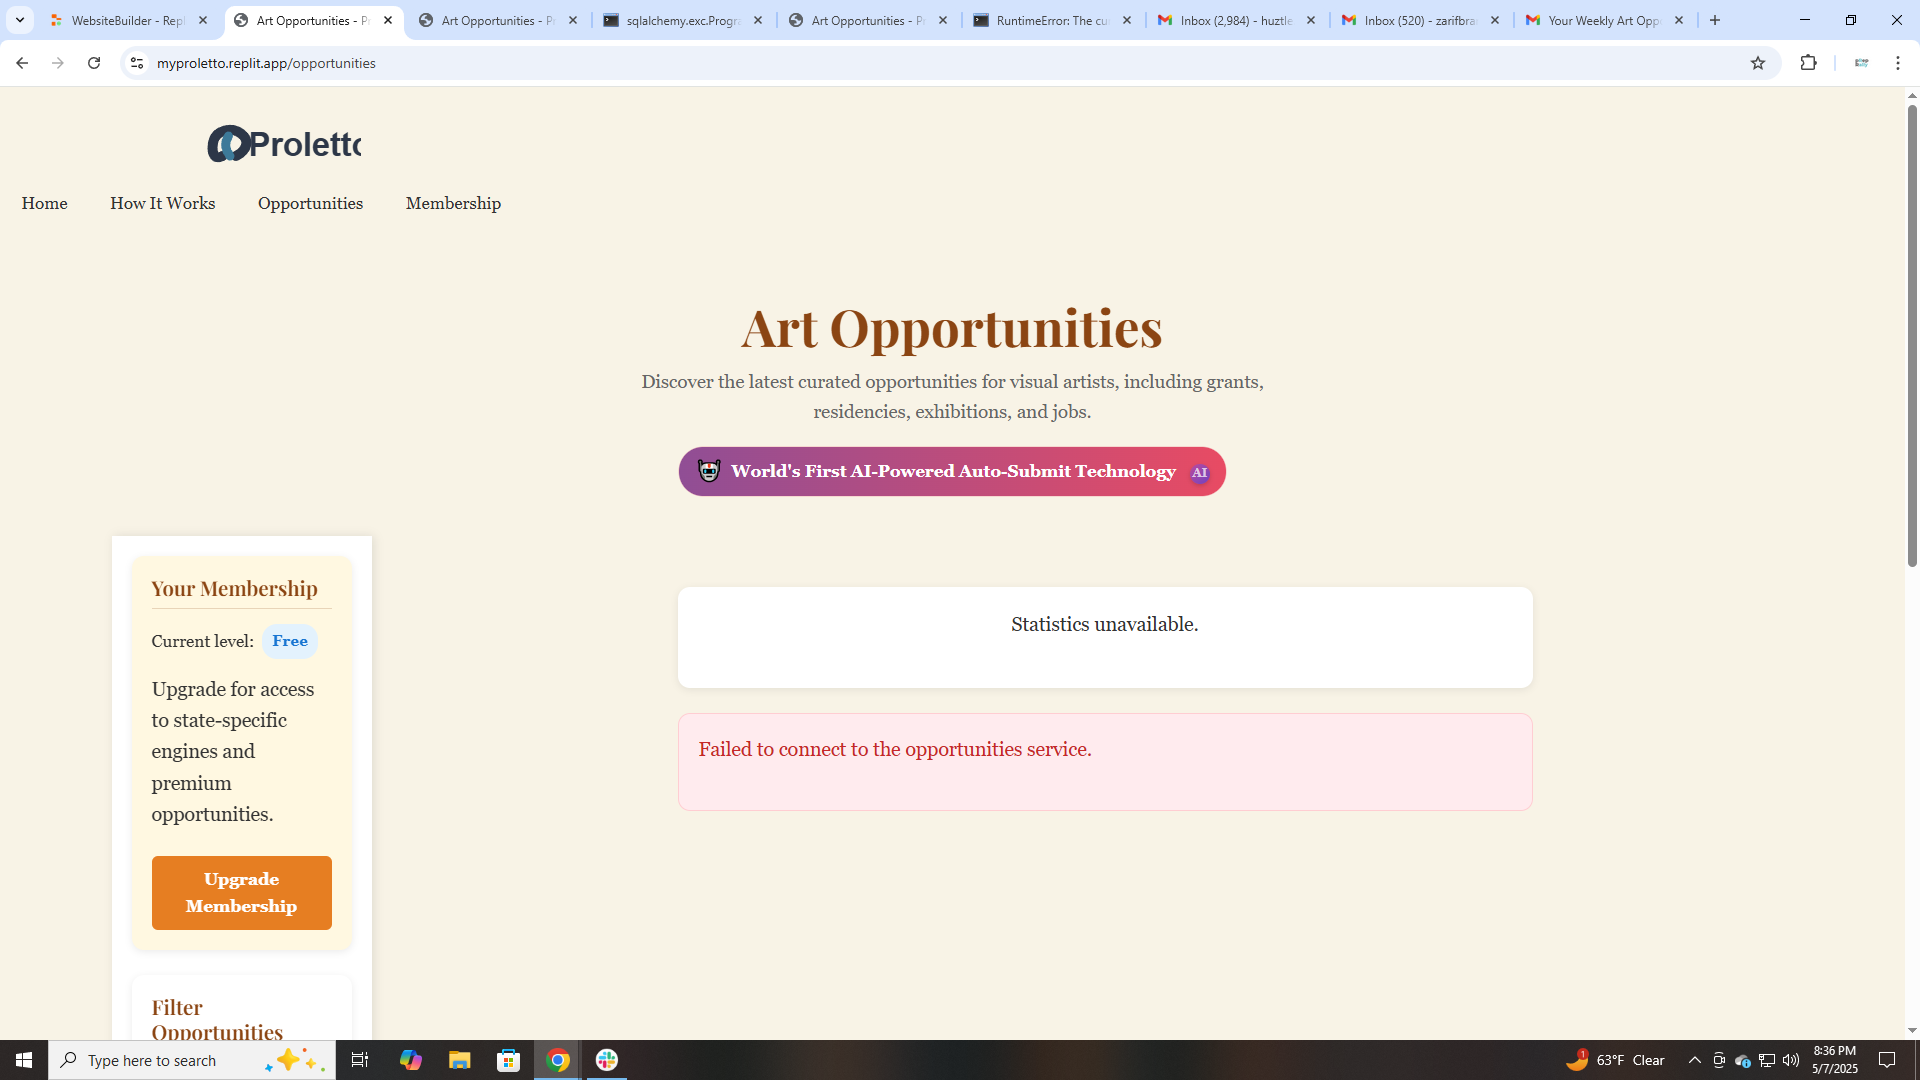 WebsiteBuilder - Repl
Art Opportunities - P
Art Opportunities - P
sqlalchemy.exc.Progra
Art Opportunities - P
RuntimeError: The cu
Inbox (2,984) - huztle
Inbox (520) - zarifbra
Your Weekly Art Opp
myproletto.replit.app/opportunities
Proletto
Home
How It Works
Opportunities
Membership
Art Opportunities
Discover the latest curated opportunities for visual artists, including grants,
residencies, exhibitions, and jobs.
World's First AI-Powered Auto-Submit Technology AI
Your Membership
Current level: Free
Upgrade for access
to state-specific
engines and
premium
opportunities.
Upgrade
Membership
Filter
Opportunities
Statistics unavailable.
Failed to connect to the opportunities service.
Type here to search
1
63°F Clear
8:36 PM
5/7/2025